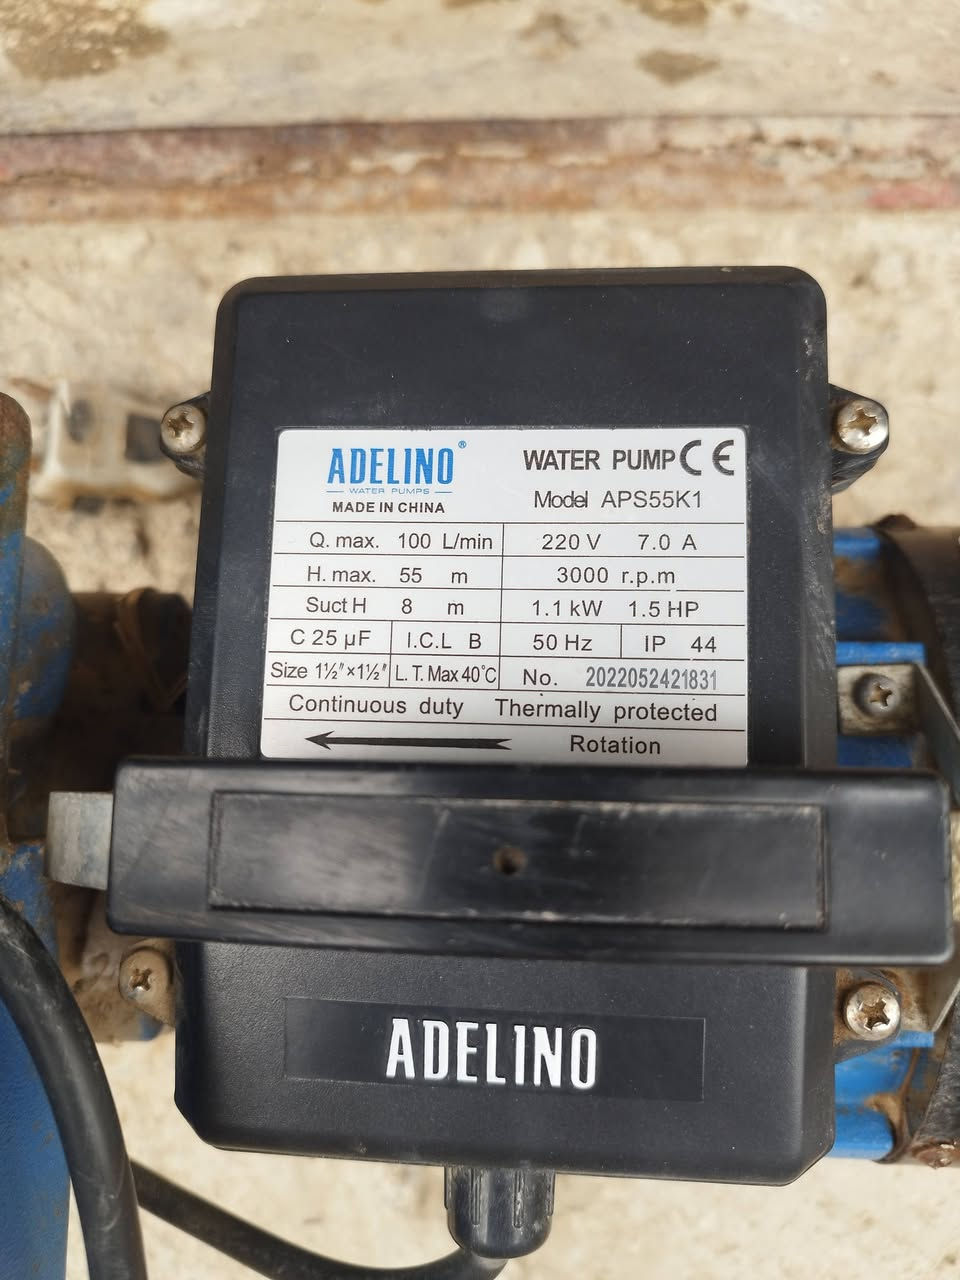 ADELINO®
WATER PUMPS
MADE IN CHINA
WATER PUMP CE
Model APS55K1
Q. max. 100 L/min 220 V 7.0 A
H. max. 55 m 3000 r.p.m
Suct H 8 m 1.1 kW 1.5 HP
C 25 µF I.C.L B 50 Hz IP 44
Size 1½"×1½" L.T. Max 40°C No. 2022052421831
Continuous duty Thermally protected
Rotation
ADELINO